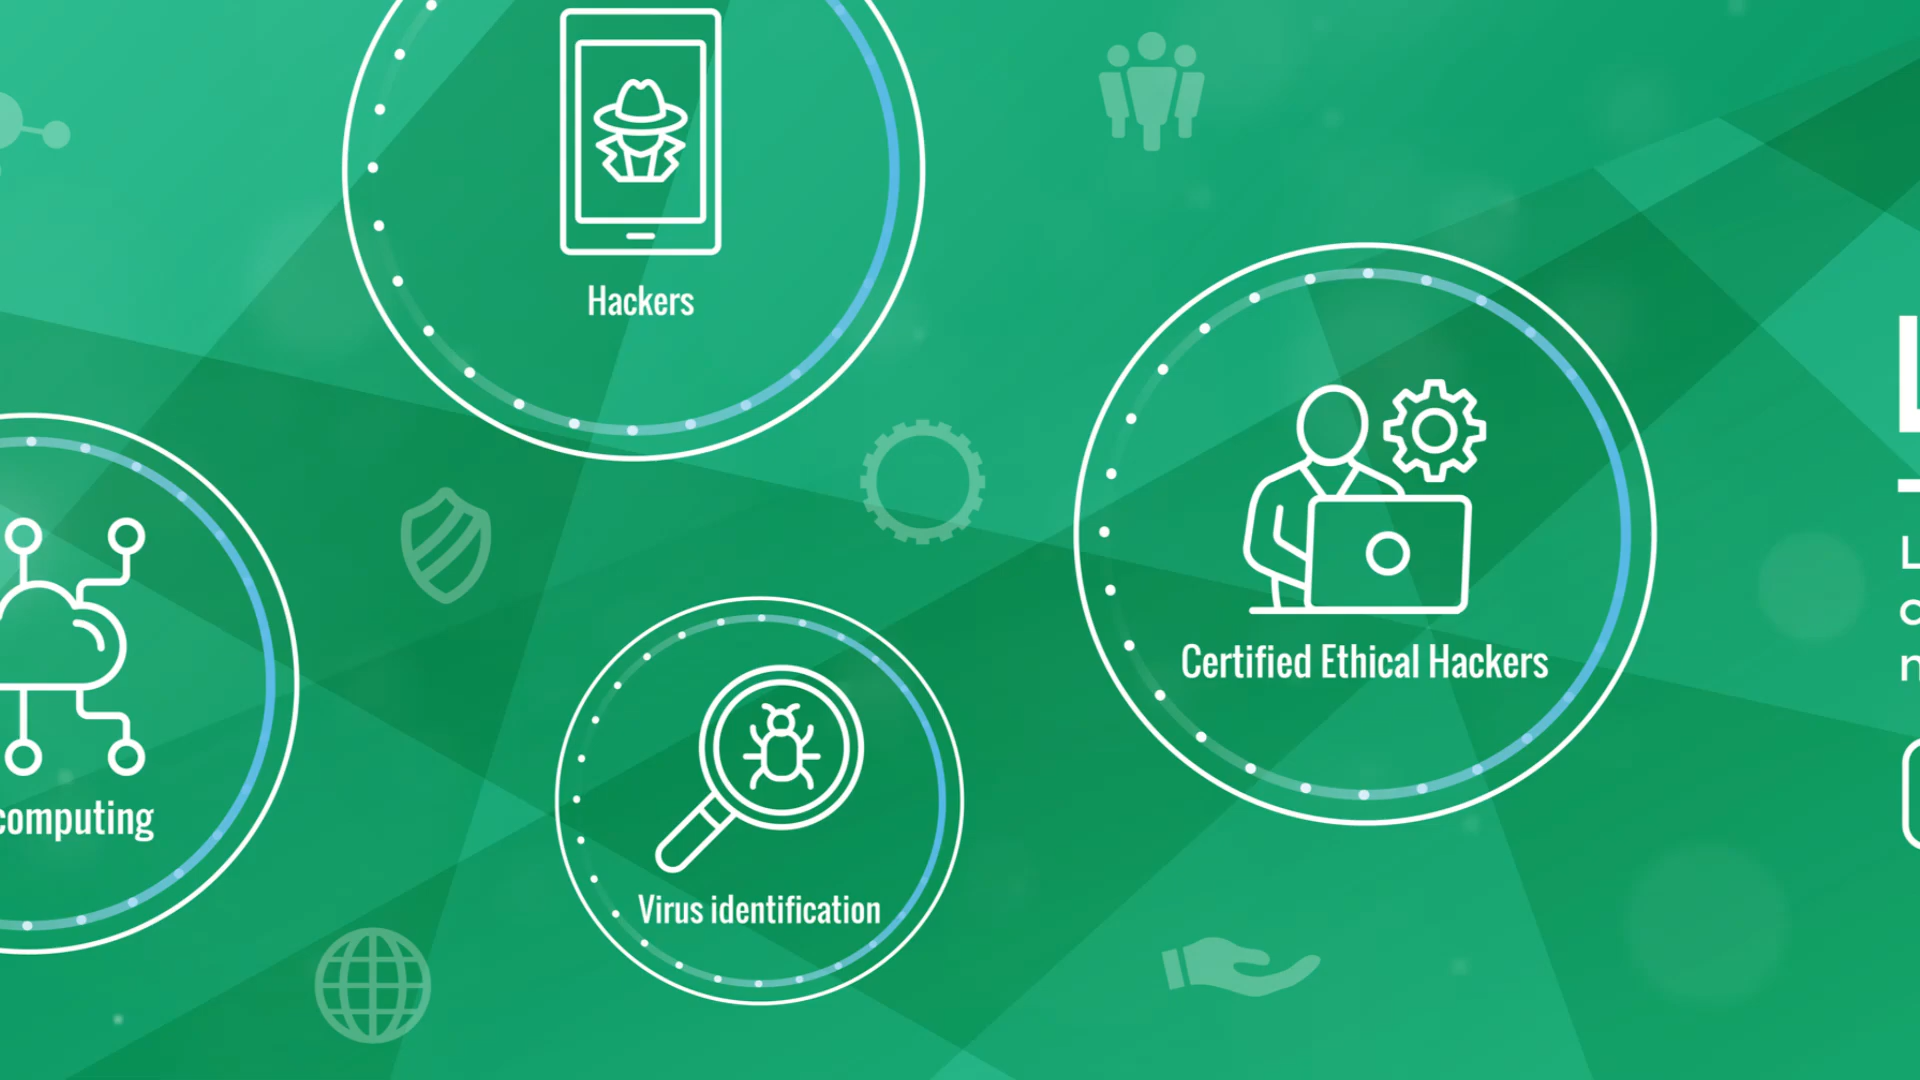 Hackers
Certified Ethical Hackers
computing
Virus identification